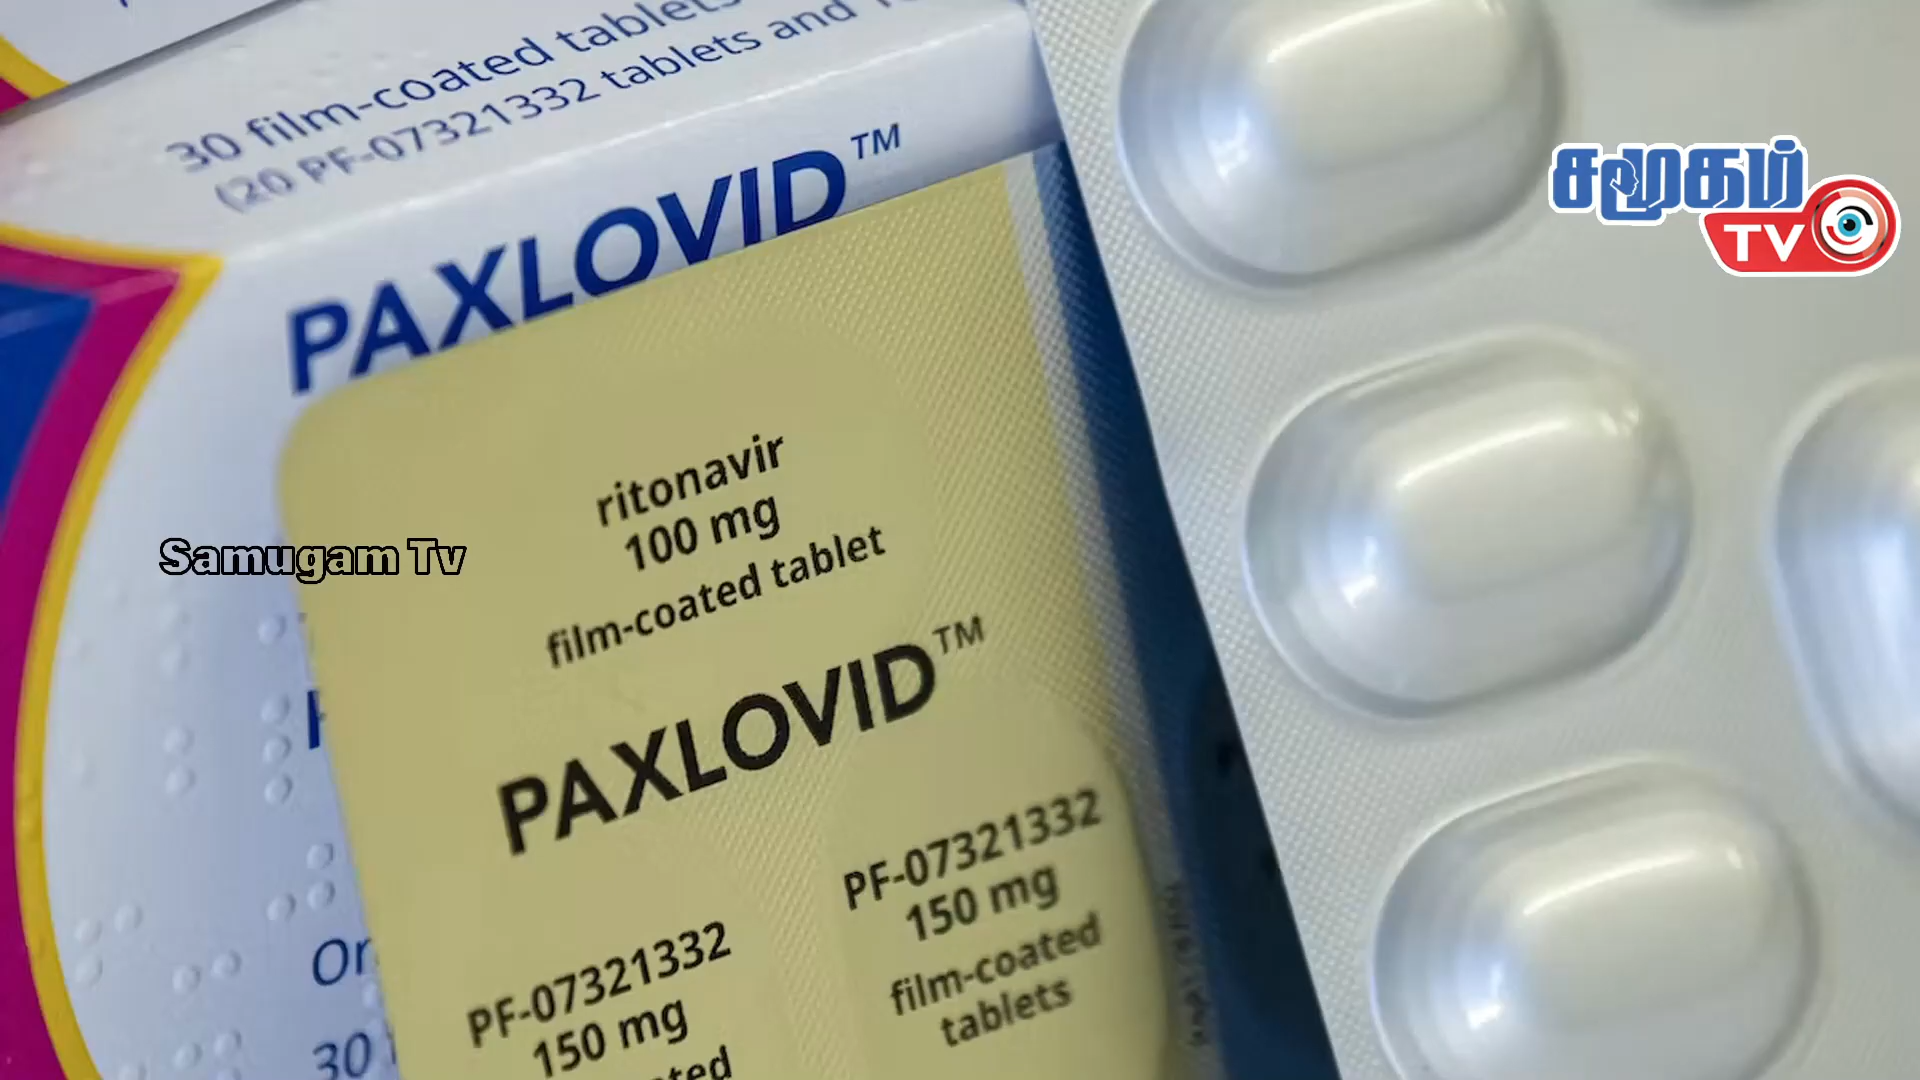 30 film-coated tablets
(20 PF-07321332 tablets and
PAXLOVID™
சமூகம்
TV
ritonavir
100 mg
film-coated tablet
Samugam Tv
PAXLOVID™
PF-07321332
150 mg
film-coated
tablets
PF-07321332
150 mg
30